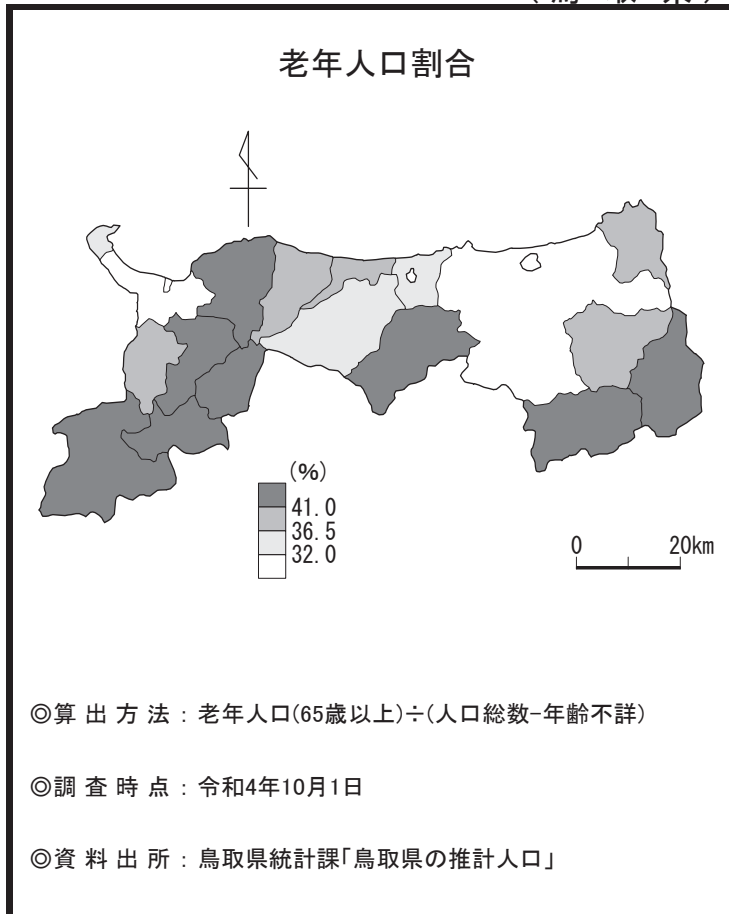 老年人口割合
(%)
41.0
36.5
32.0
0 20km
◎算出方法：老年人口(65歳以上)÷(人口総数−年齢不詳)
◎調査時点：令和4年10月1日
◎資料出所：鳥取県統計課「鳥取県の推計人口」